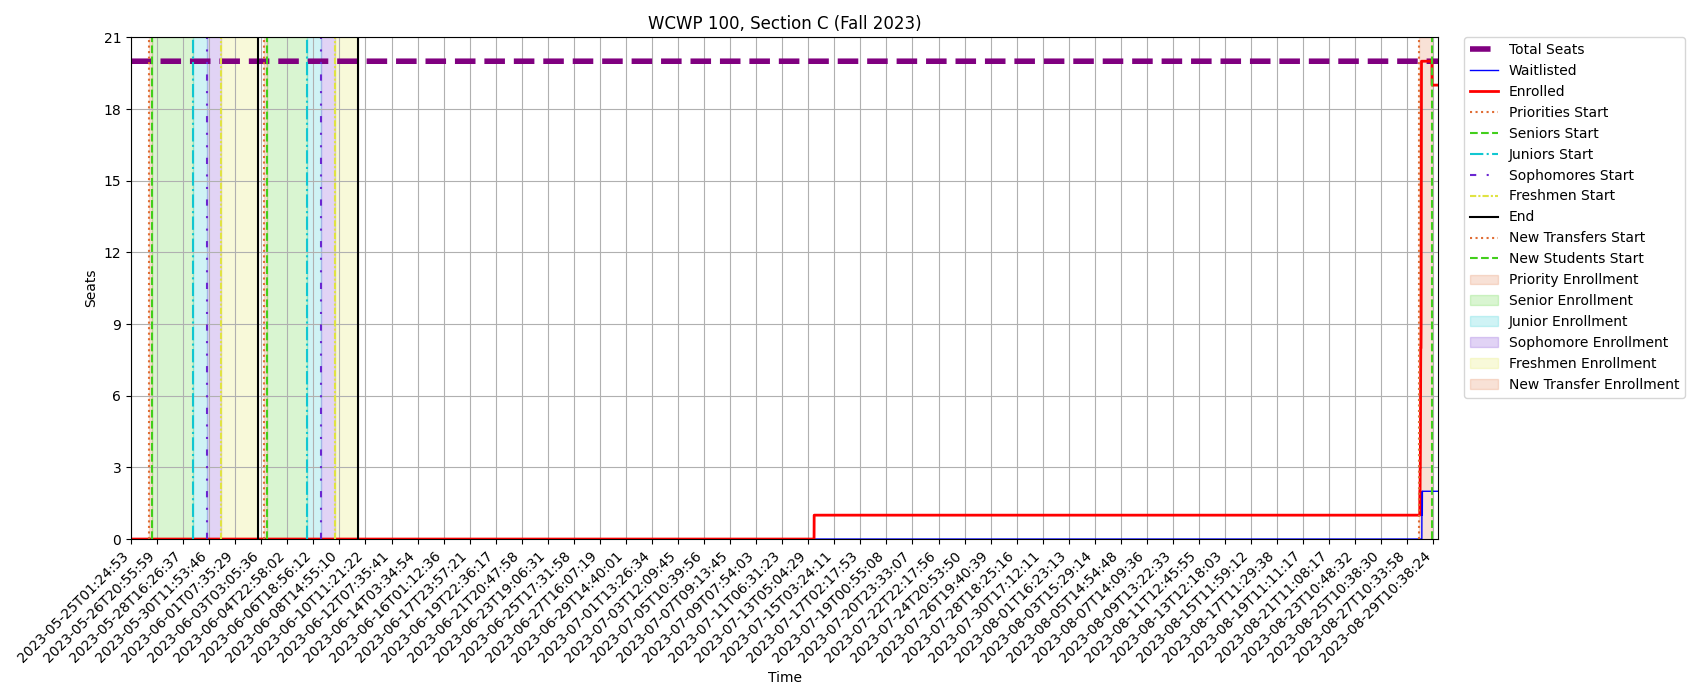 WCWP 100, Section C (Fall 2023)
Seats
21
18
15
12
9
6
3
0
2023-05-25T01:24:53
2023-05-26T20:55:59
2023-05-28T16:26:37
2023-05-30T11:53:46
2023-06-01T07:35:29
2023-06-03T03:05:36
2023-06-04T22:58:02
2023-06-06T18:56:12
2023-06-08T14:55:10
2023-06-10T11:21:22
2023-06-12T07:35:41
2023-06-14T03:34:54
2023-06-16T01:12:36
2023-06-17T23:57:21
2023-06-19T22:36:17
2023-06-21T20:47:58
2023-06-23T19:06:31
2023-06-25T17:31:58
2023-06-27T16:07:19
2023-06-29T14:40:01
2023-07-01T13:26:34
2023-07-03T12:09:45
2023-07-05T10:39:56
2023-07-07T09:13:45
2023-07-09T07:54:03
2023-07-11T06:31:23
2023-07-13T05:04:29
2023-07-15T03:24:11
2023-07-17T02:17:53
2023-07-19T00:55:08
2023-07-20T23:33:07
2023-07-22T22:17:56
2023-07-24T20:53:50
2023-07-26T19:40:39
2023-07-28T18:25:16
2023-07-30T17:12:11
2023-08-01T16:23:13
2023-08-03T15:29:14
2023-08-05T14:54:48
2023-08-07T14:09:36
2023-08-09T13:22:33
2023-08-11T12:45:55
2023-08-13T12:18:03
2023-08-15T11:59:12
2023-08-17T11:29:38
2023-08-19T11:11:17
2023-08-21T11:08:17
2023-08-23T10:48:32
2023-08-25T10:38:30
2023-08-27T10:33:58
2023-08-29T10:38:24
Time
Total Seats
Waitlisted
Enrolled
Priorities Start
Seniors Start
Juniors Start
Sophomores Start
Freshmen Start
End
New Transfers Start
New Students Start
Priority Enrollment
Senior Enrollment
Junior Enrollment
Sophomore Enrollment
Freshmen Enrollment
New Transfer Enrollment